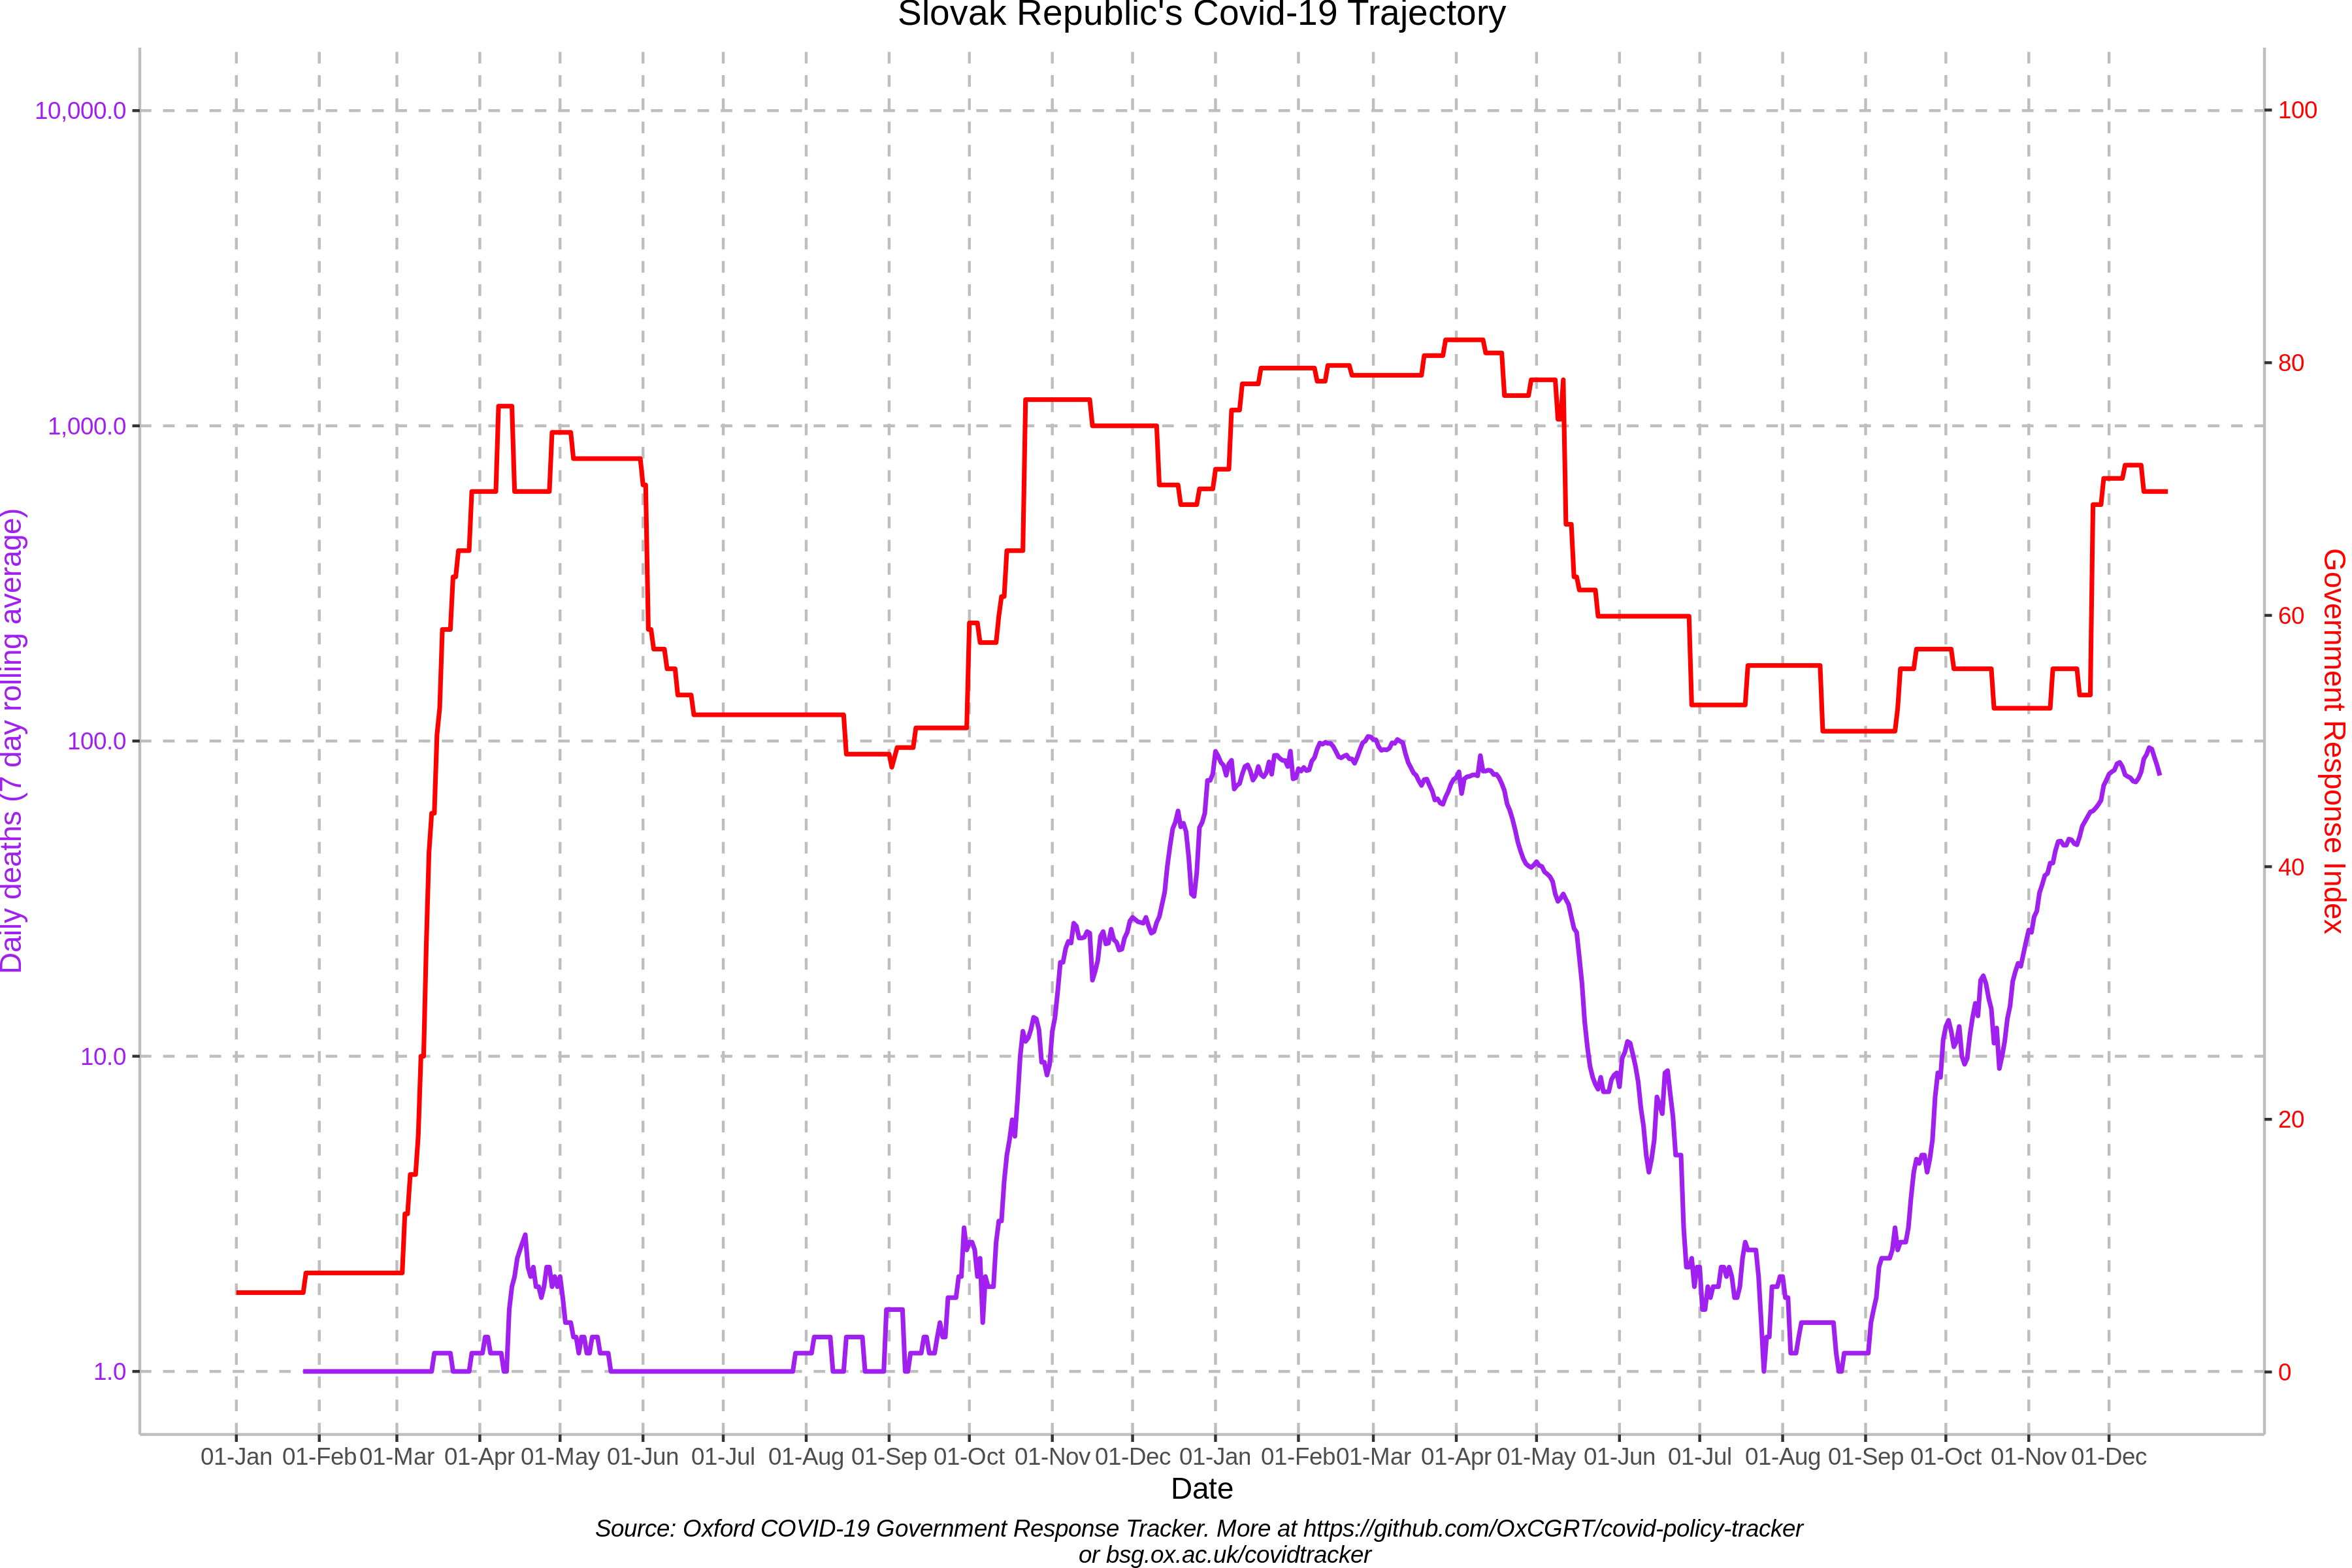 Slovak Republic's Covid-19 Trajectory
10,000.0
1,000.0
100.0
10.0
1.0
Daily deaths (7 day rolling average)
100
80
60
40
20
0
Government Response Index
01-Jan 01-Feb 01-Mar 01-Apr 01-May 01-Jun 01-Jul 01-Aug 01-Sep 01-Oct 01-Nov 01-Dec 01-Jan 01-Feb 01-Mar 01-Apr 01-May 01-Jun 01-Jul 01-Aug 01-Sep 01-Oct 01-Nov 01-Dec
Date
Source: Oxford COVID-19 Government Response Tracker. More at https://github.com/OxCGRT/covid-policy-tracker
or bsg.ox.ac.uk/covidtracker